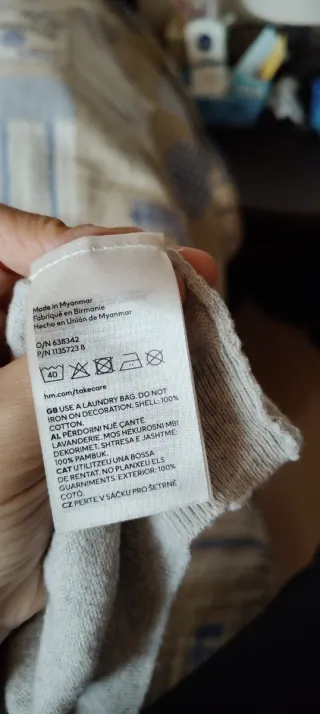 Made in Myanmar
Fabriqué en Birmanie
Hecho en Unión de Myanmar
O/N 638342
P/N 1135723 8
40
hm.com/takecare
GB USE A LAUNDRY BAG. DO NOT
IRON ON DECORATION. SHELL: 100%
COTTON.
AL PËRDORNI NJË ÇANTË
LAVANDERIE. MOS HEKUROSNI MBI
DEKORIMET. SHTRESA E JASHTME:
100% PAMBUK.
CAT UTILITZEU UNA BOSSA
DE RENTAT. NO PLANXEU ELS
GUARNIMENTS. EXTERIOR: 100%
COTÓ.
CZ PERTE V SÁČKU PRO ŠETRNÉ